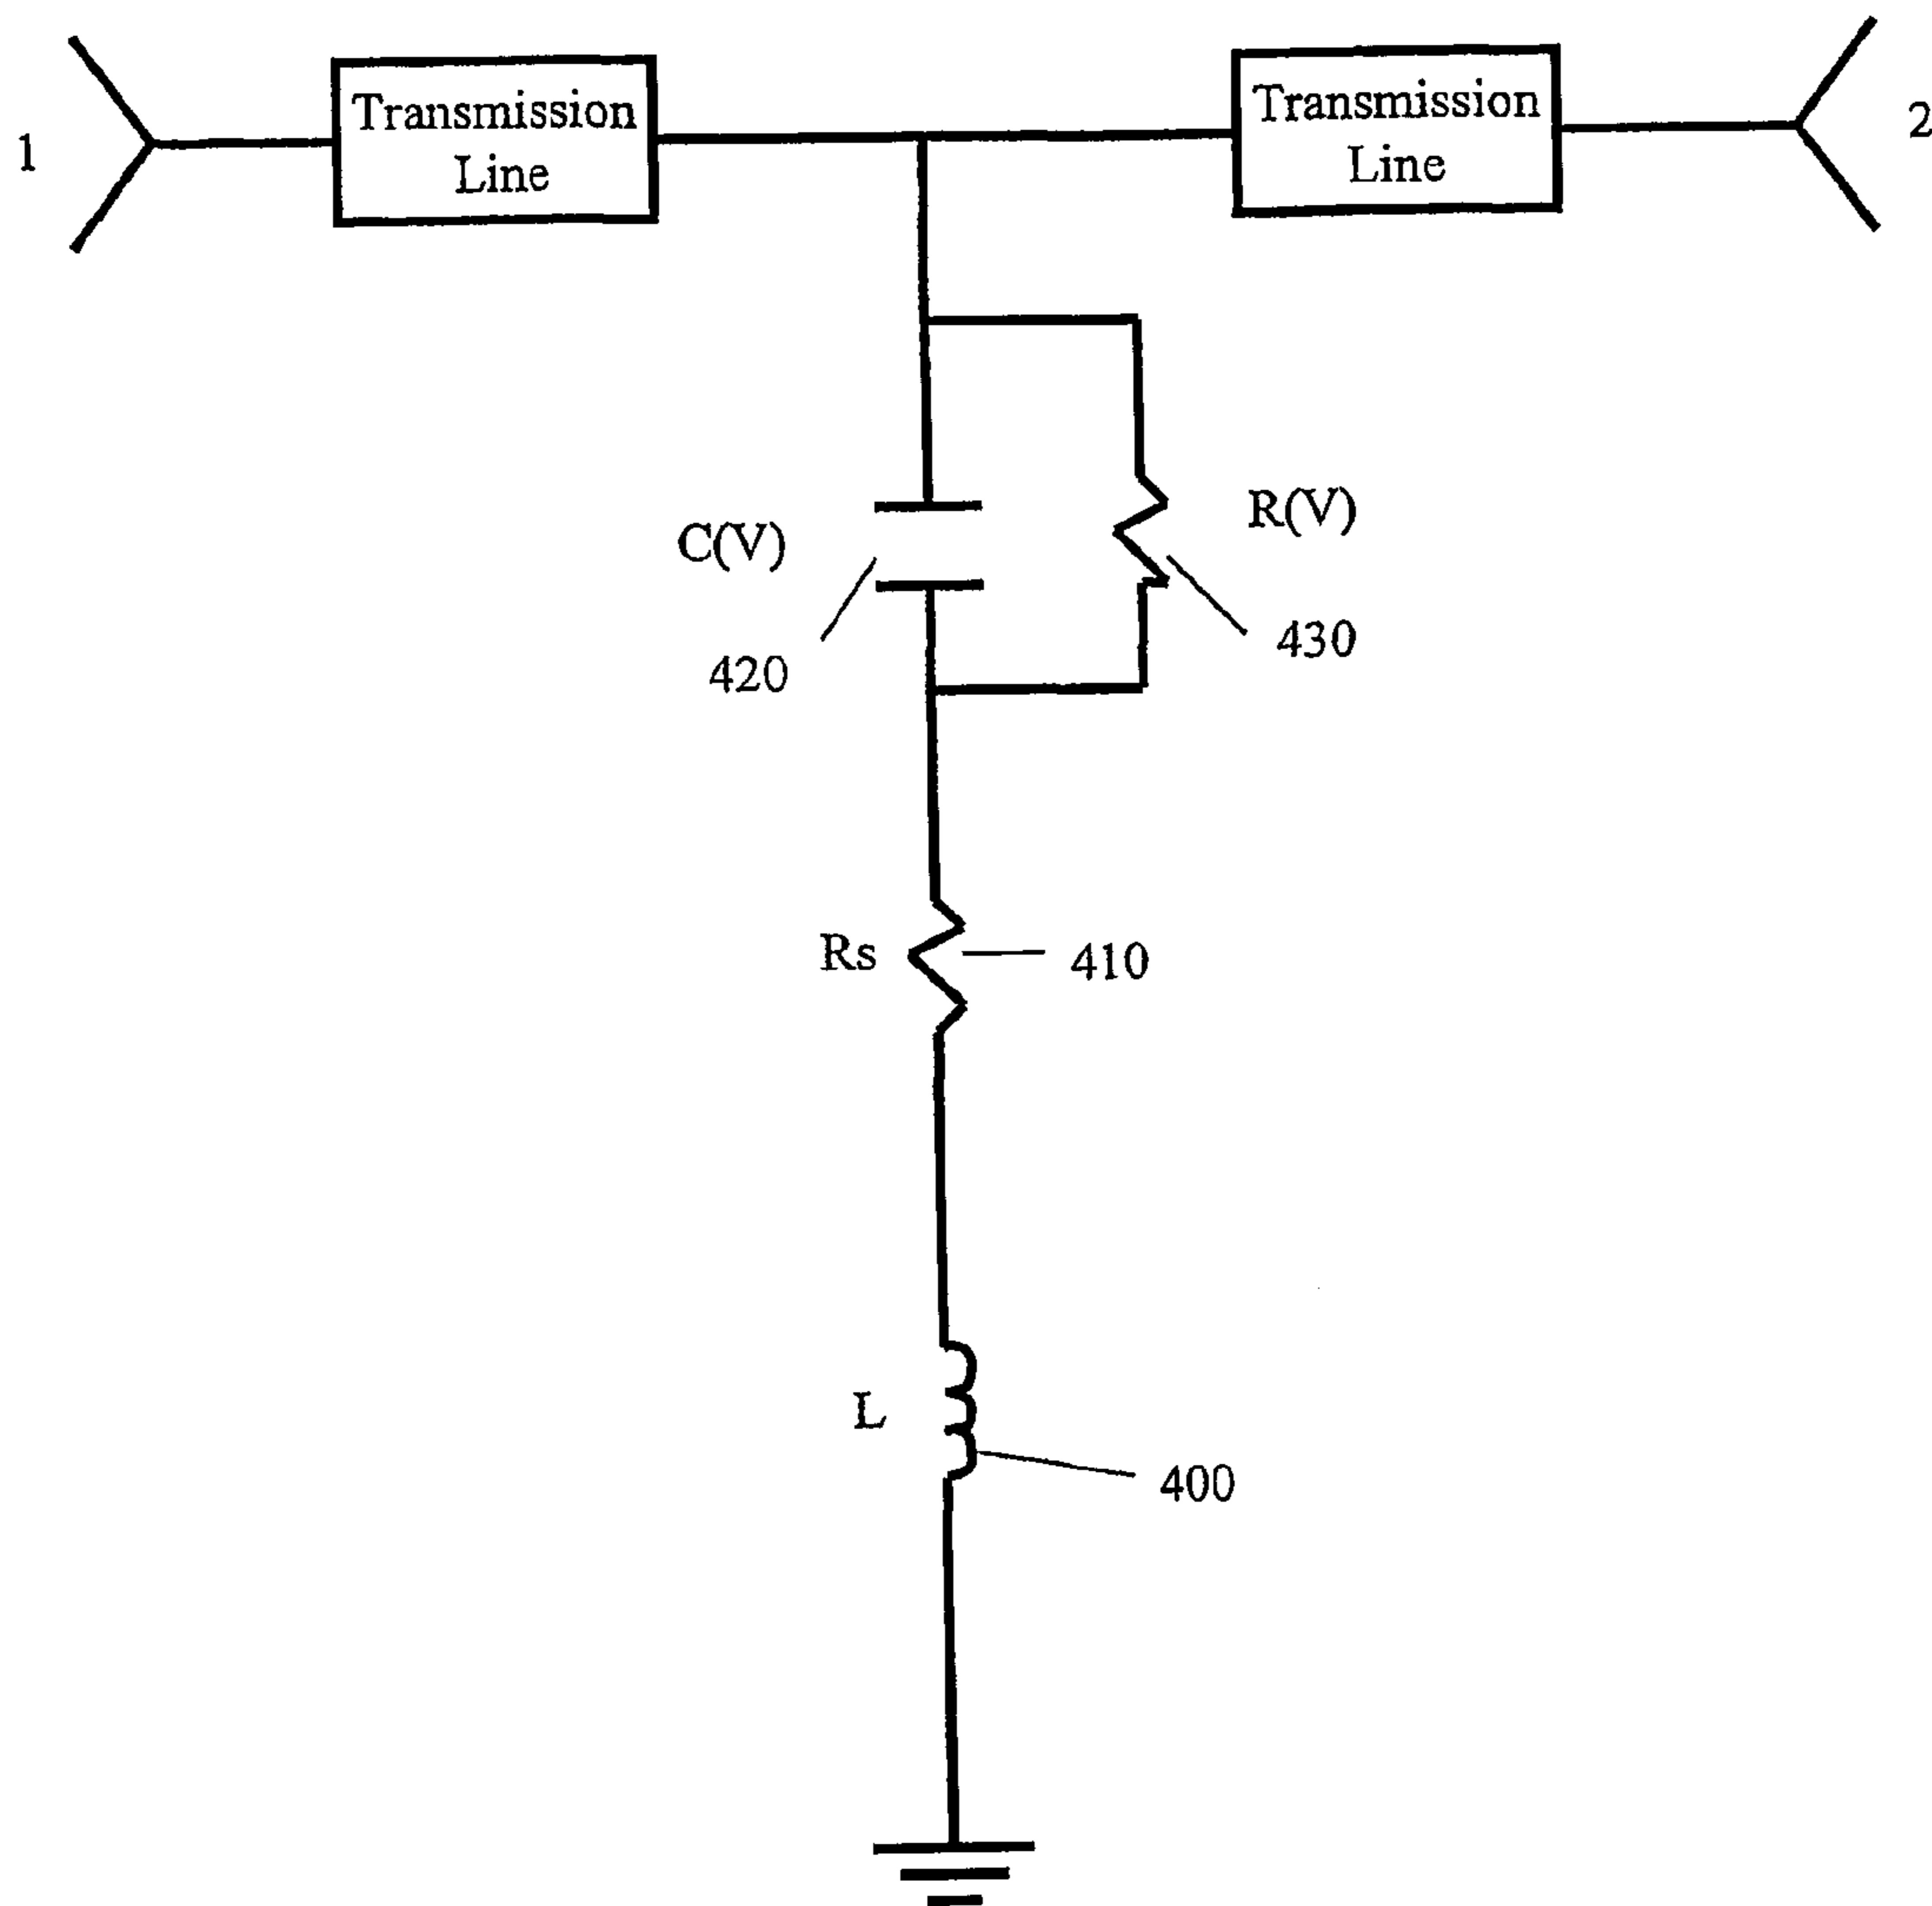 Transmission
Line
Transmission
Line
1
2
C(V)
R(V)
420
430
Rs
410
L
400